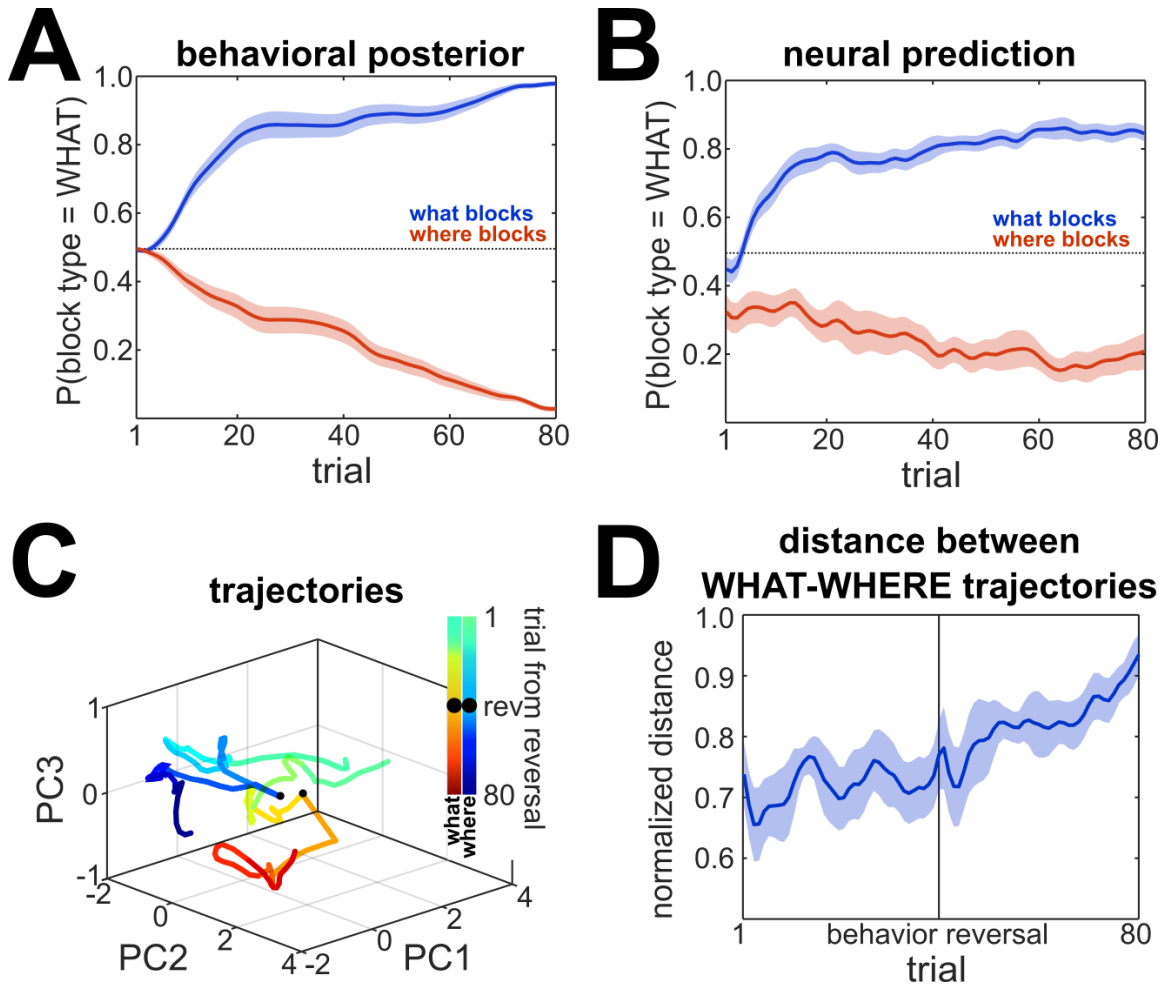 A
behavioral posterior
P(block type = WHAT)
1.0
0.8
0.6
0.4
0.2
what blocks
where blocks
1
20
40
60
80
trial
B
neural prediction
P(block type = WHAT)
1.0
0.8
0.6
0.4
0.2
what blocks
where blocks
1
20
40
60
80
trial
C
trajectories
1
rev
80
trial from reversal
what
where
PC3
1
0
-1
-2
0
2
4
PC2
-2
0
2
4
PC1
D
distance between
WHAT-WHERE trajectories
normalized distance
1.0
0.9
0.8
0.7
0.6
1
behavior reversal
80
trial